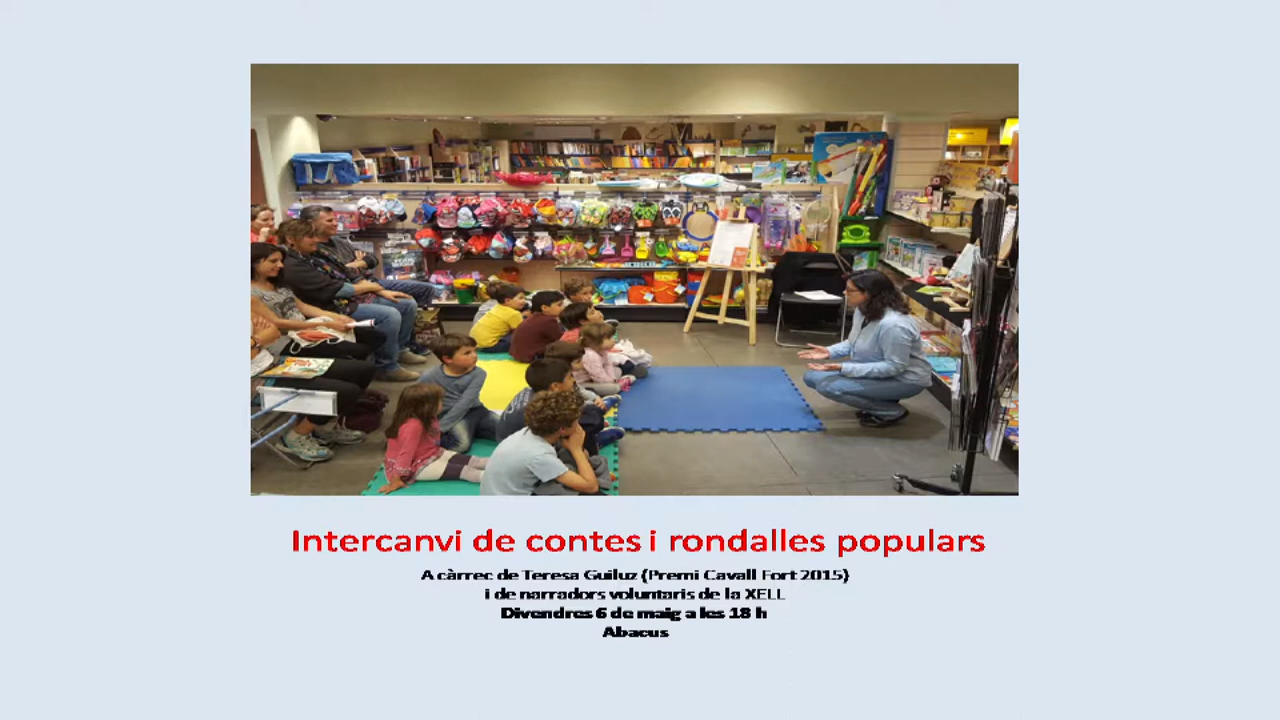 Intercanvi de contes i rondalles populars
A càrrec de Teresa Guiluz (Premi Cavall Fort 2015)
i de narradors voluntaris de la XELL
Divendres 6 de maig a les 18 h
Abacus